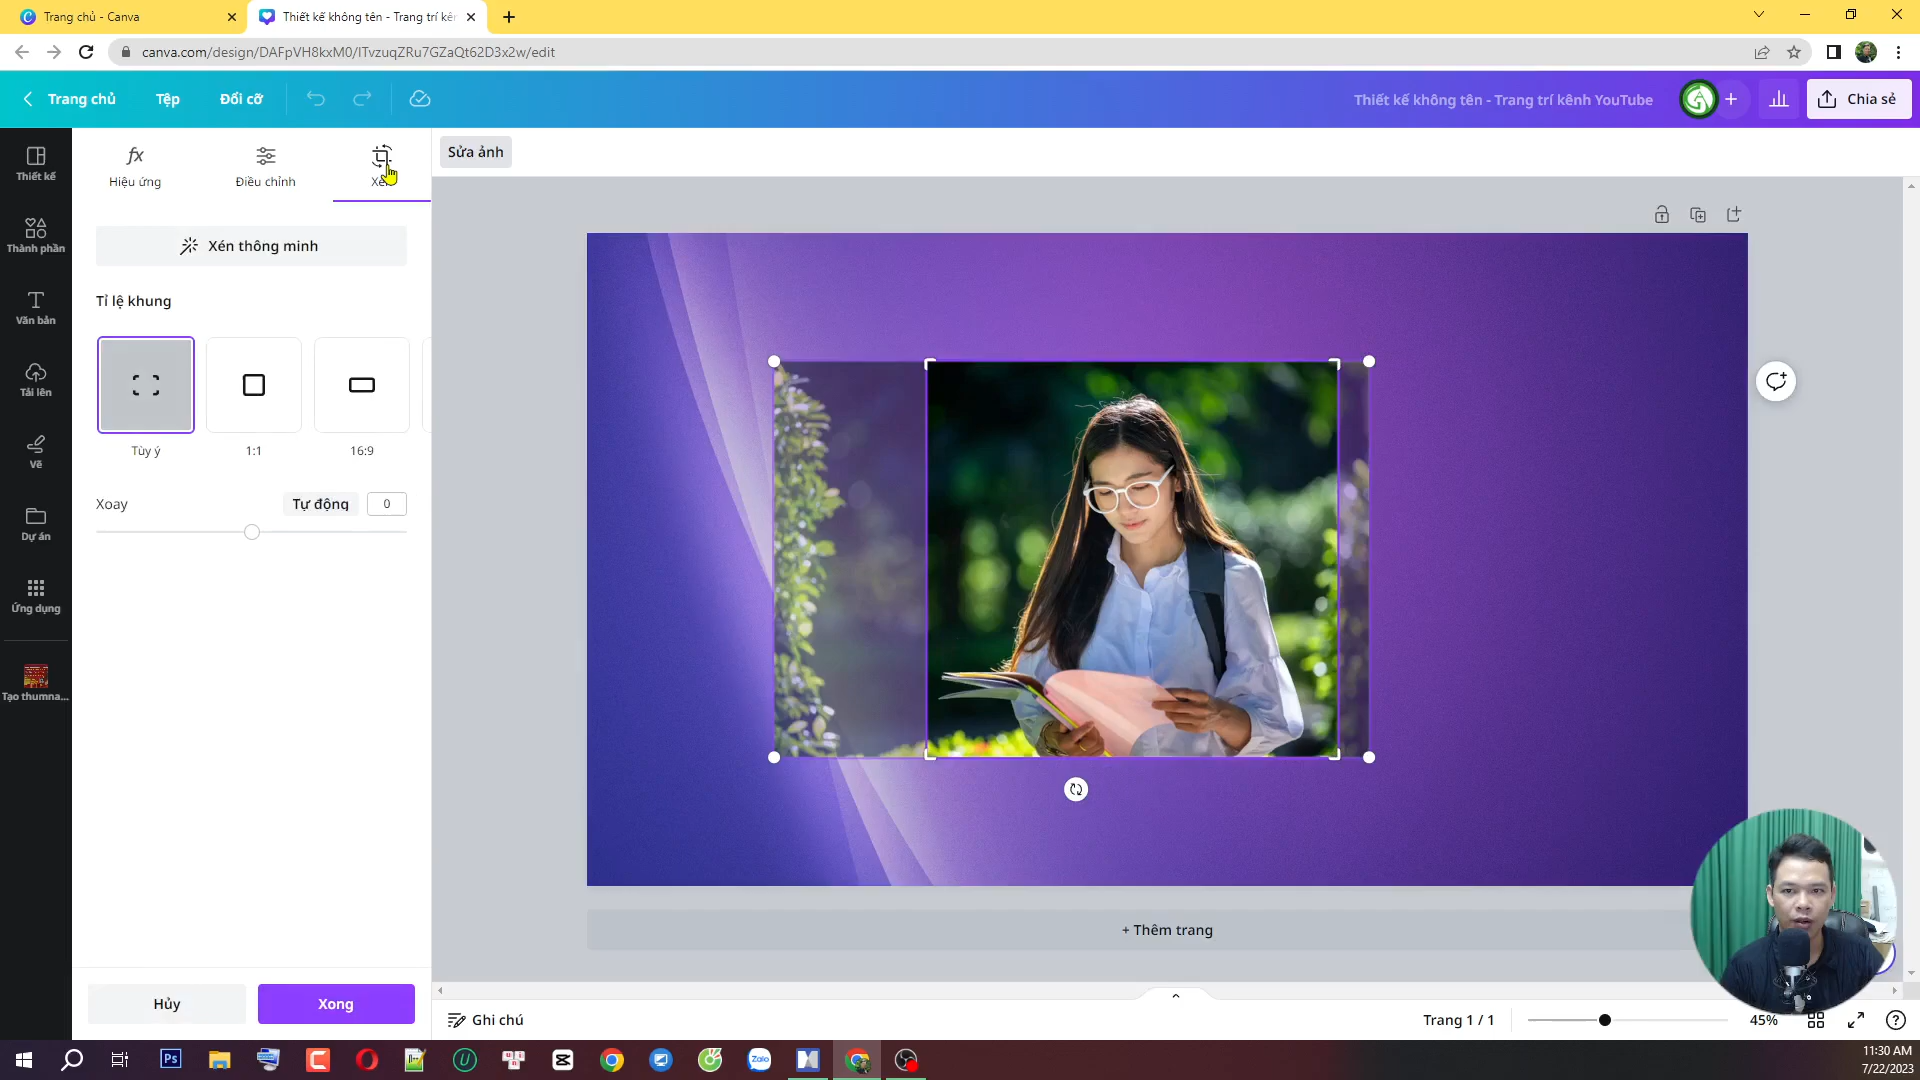 Trang chủ - Canva
Thiết kế không tên - Trang trí kên
canva.com/design/DAFpVH8kxM0/ITvzuqZRu7GZaQt62D3x2w/edit
Trang chủ
Tệp
Đổi cỡ
Thiết kế không tên - Trang trí kênh YouTube
Chia sẻ
Thiết kế
Thành phần
Văn bản
Tải lên
Vẽ
Dự án
Ứng dụng
Tạo thumna...
fx
Hiệu ứng
Điều chỉnh
Sửa ảnh
Xén thông minh
Tỉ lệ khung
Tùy ý
1:1
16:9
Xoay
Tự động
0
+ Thêm trang
Hủy
Xong
Ghi chú
Trang 1 / 1
45%
Ps
Zalo
11:30 AM
7/22/2023